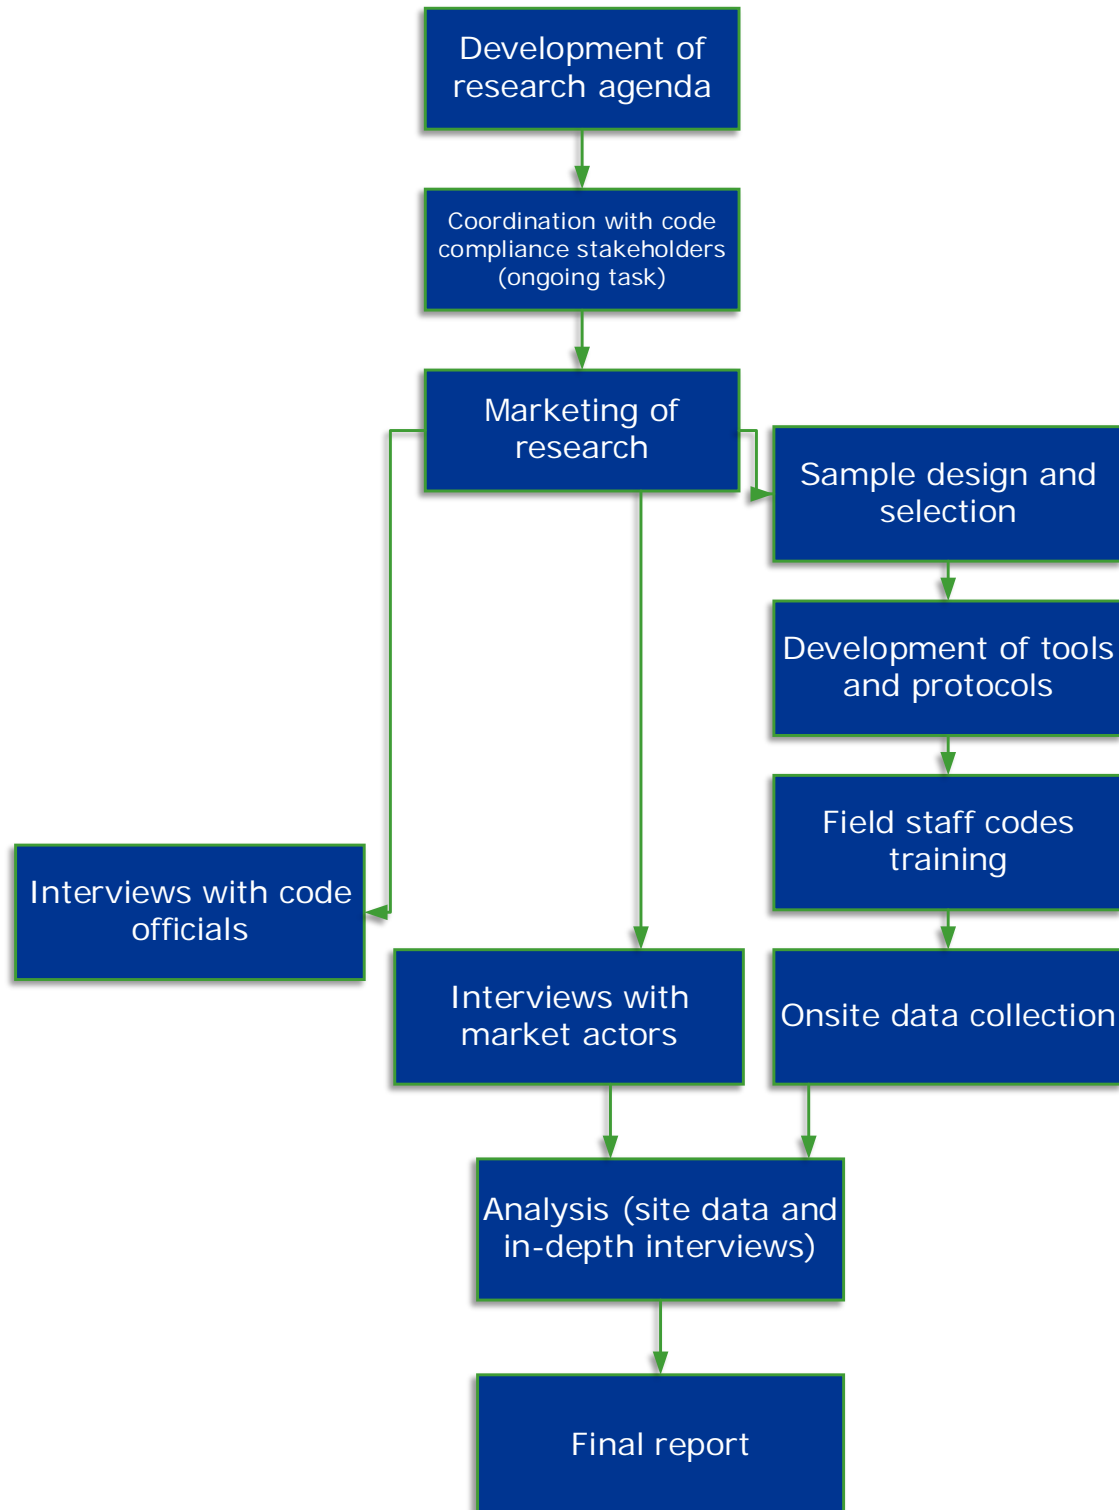 Development of
research agenda
Coordination with code
compliance stakeholders
(ongoing task)
Marketing of
research
Sample design and
selection
Development of tools
and protocols
Field staff codes
training
Interviews with code
officials
Interviews with
market actors
Onsite data collection
Analysis (site data and
in-depth interviews)
Final report